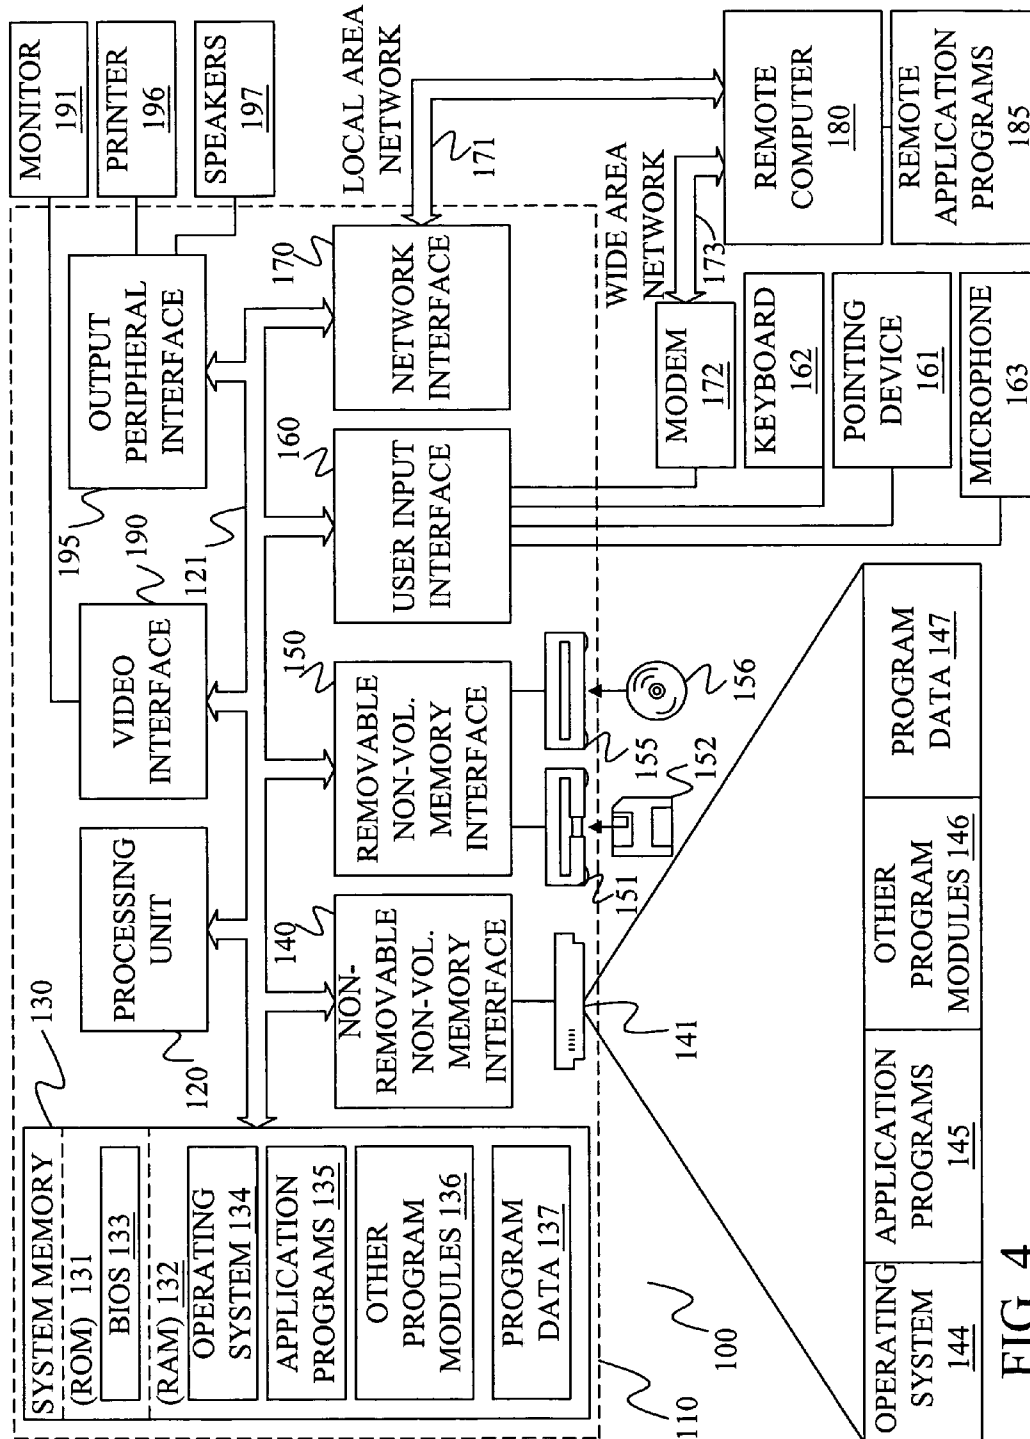 SYSTEM MEMORY
(ROM) 131
BIOS 133
(RAM) 132
OPERATING
SYSTEM 134
APPLICATION
PROGRAMS 135
OTHER
PROGRAM
MODULES 136
PROGRAM
DATA 137
130
PROCESSING
UNIT
120
VIDEO
INTERFACE
190
OUTPUT
PERIPHERAL
INTERFACE
195
121
MONITOR
191
PRINTER
196
SPEAKERS
197
NON-
REMOVABLE
NON-VOL.
MEMORY
INTERFACE
140
REMOVABLE
NON-VOL.
MEMORY
INTERFACE
150
USER INPUT
INTERFACE
160
NETWORK
INTERFACE
170
LOCAL AREA
NETWORK
171
WIDE AREA
NETWORK
173
141
151
152
155
156
MODEM
172
KEYBOARD
162
POINTING
DEVICE
161
MICROPHONE
163
REMOTE
COMPUTER
180
REMOTE
APPLICATION
PROGRAMS
185
110
100
OPERATING
SYSTEM
144
APPLICATION
PROGRAMS
145
OTHER
PROGRAM
MODULES 146
PROGRAM
DATA 147
FIG. 4